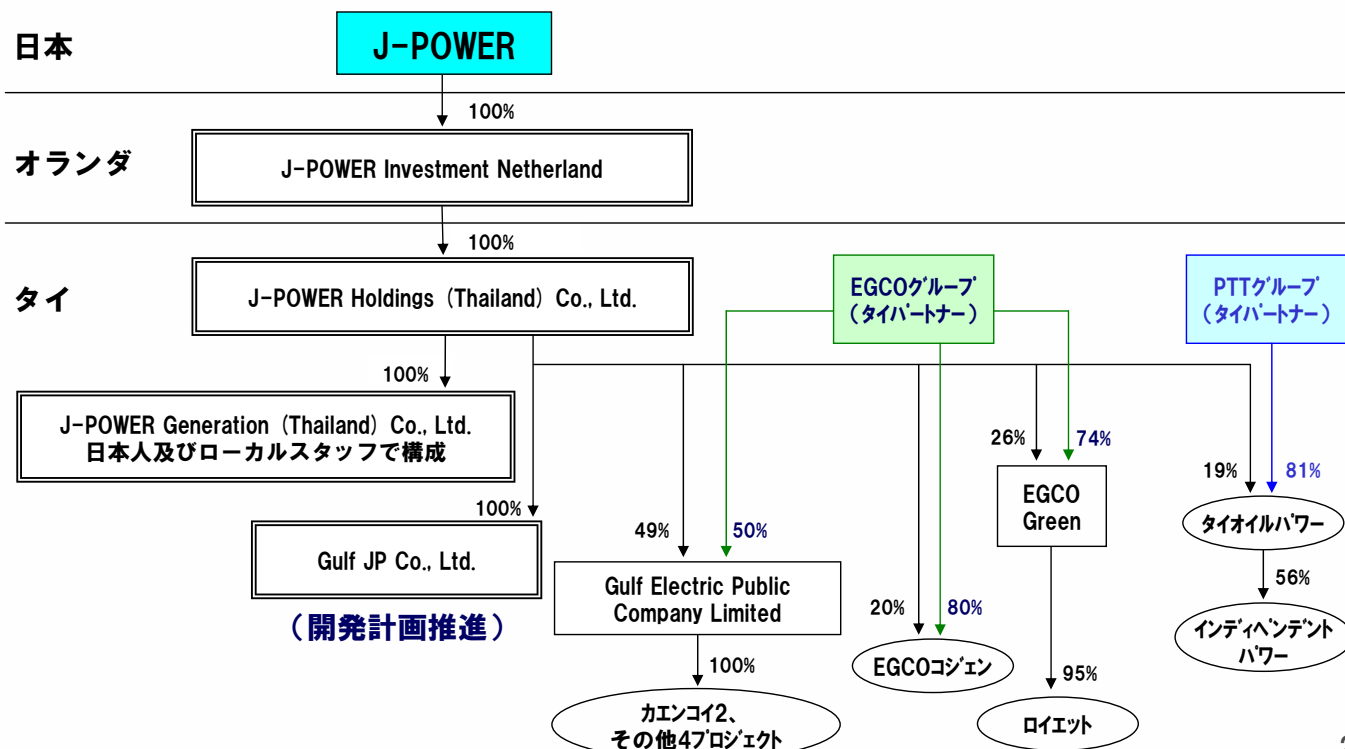 日本
J-POWER
100%
オランダ
J-POWER Investment Netherland
100%
タイ
J-POWER Holdings (Thailand) Co., Ltd.
EGCOグループ
(タイパートナー)
PTTグループ
(タイパートナー)
100%
J-POWER Generation (Thailand) Co., Ltd.
日本人及びローカルスタッフで構成
100%
Gulf JP Co., Ltd.
(開発計画推進)
49%
50%
Gulf Electric Public
Company Limited
100%
カエンコイ2、
その他4プロジェクト
20%
80%
EGCOコジェン
26%
74%
EGCO
Green
95%
ロイエット
19%
81%
タイオイルパワー
56%
インディペンデント
パワー